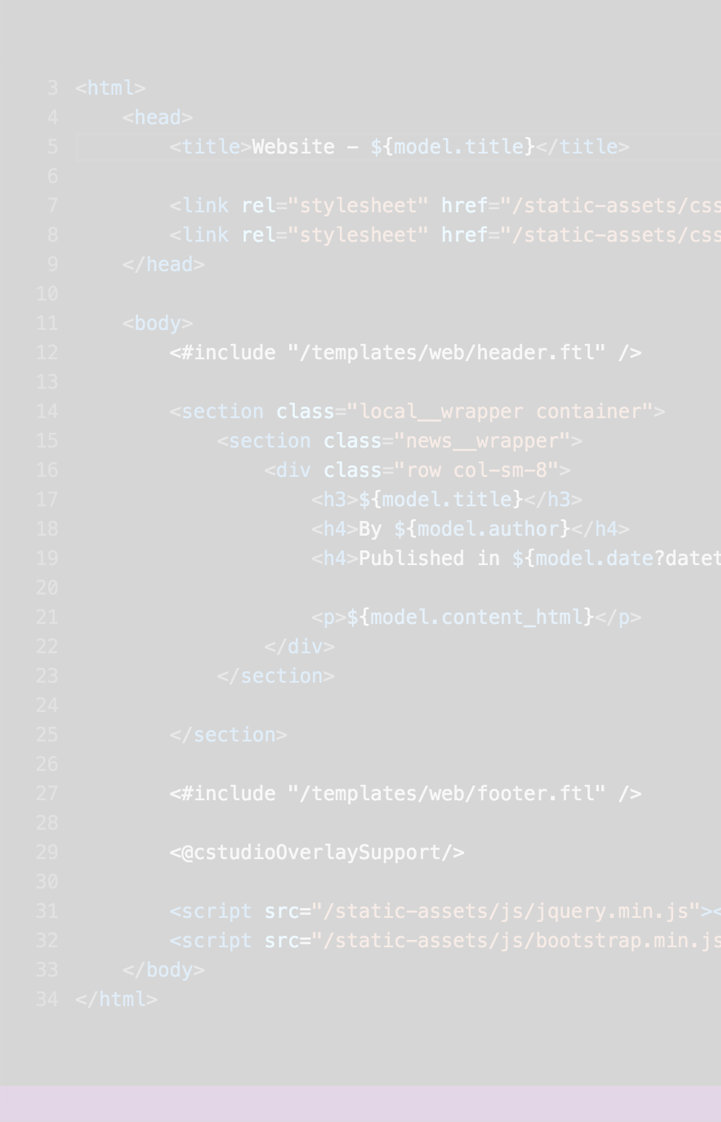 3 <html>
4 <head>
5 <title>Website - ${model.title}</title>
6
7 <link rel="stylesheet" href="/static-assets/css
8 <link rel="stylesheet" href="/static-assets/css
9 </head>
10
11 <body>
12 <#include "/templates/web/header.ftl" />
13
14 <section class="local__wrapper container">
15 <section class="news__wrapper">
16 <div class="row col-sm-8">
17 <h3>${model.title}</h3>
18 <h4>By ${model.author}</h4>
19 <h4>Published in ${model.date?datet
20
21 <p>${model.content_html}</p>
22 </div>
23 </section>
24
25 </section>
26
27 <#include "/templates/web/footer.ftl" />
28
29 <@cstudioOverlaySupport/>
30
31 <script src="/static-assets/js/jquery.min.js"><
32 <script src="/static-assets/js/bootstrap.min.js
33 </body>
34 </html>